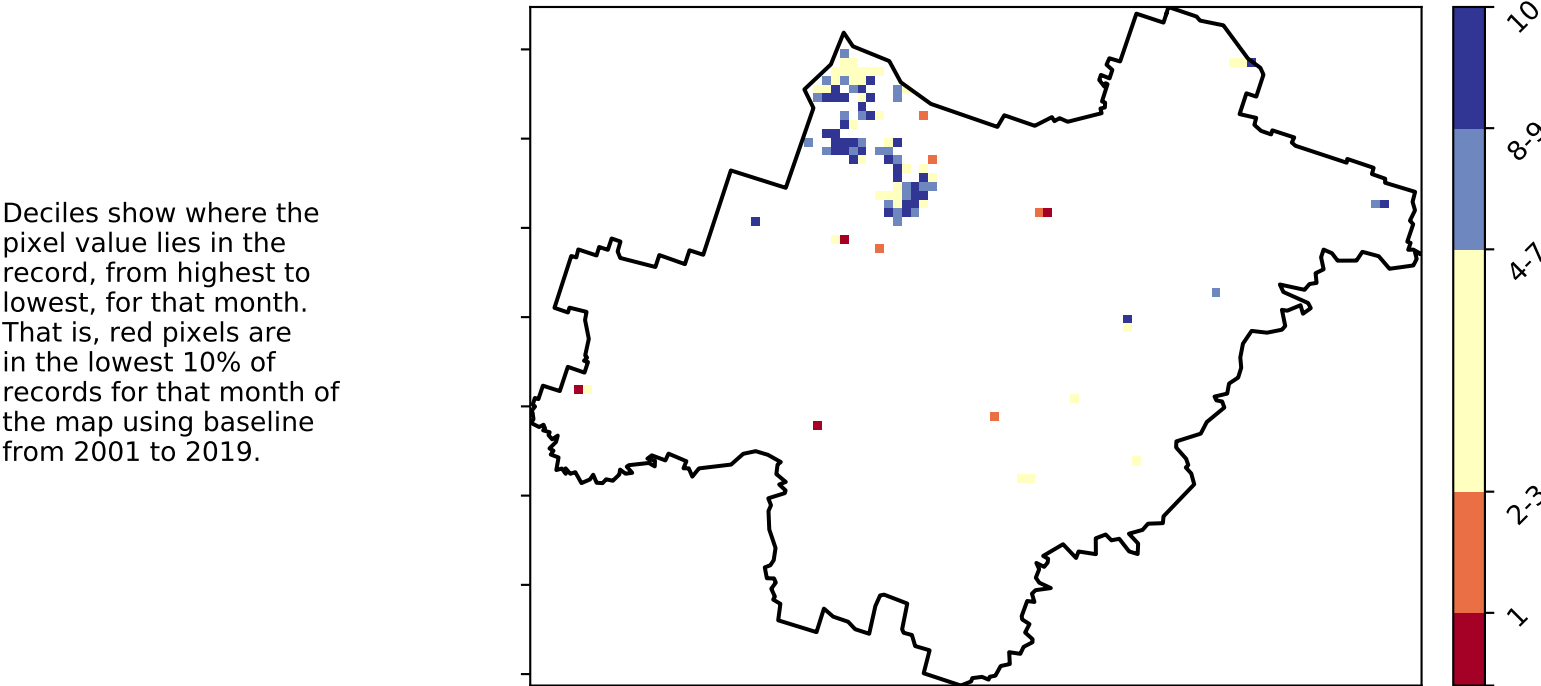 Deciles show where the
pixel value lies in the
record, from highest to
lowest, for that month.
That is, red pixels are
in the lowest 10% of
records for that month of
the map using baseline
from 2001 to 2019.
10
8-9
4-7
2-3
1